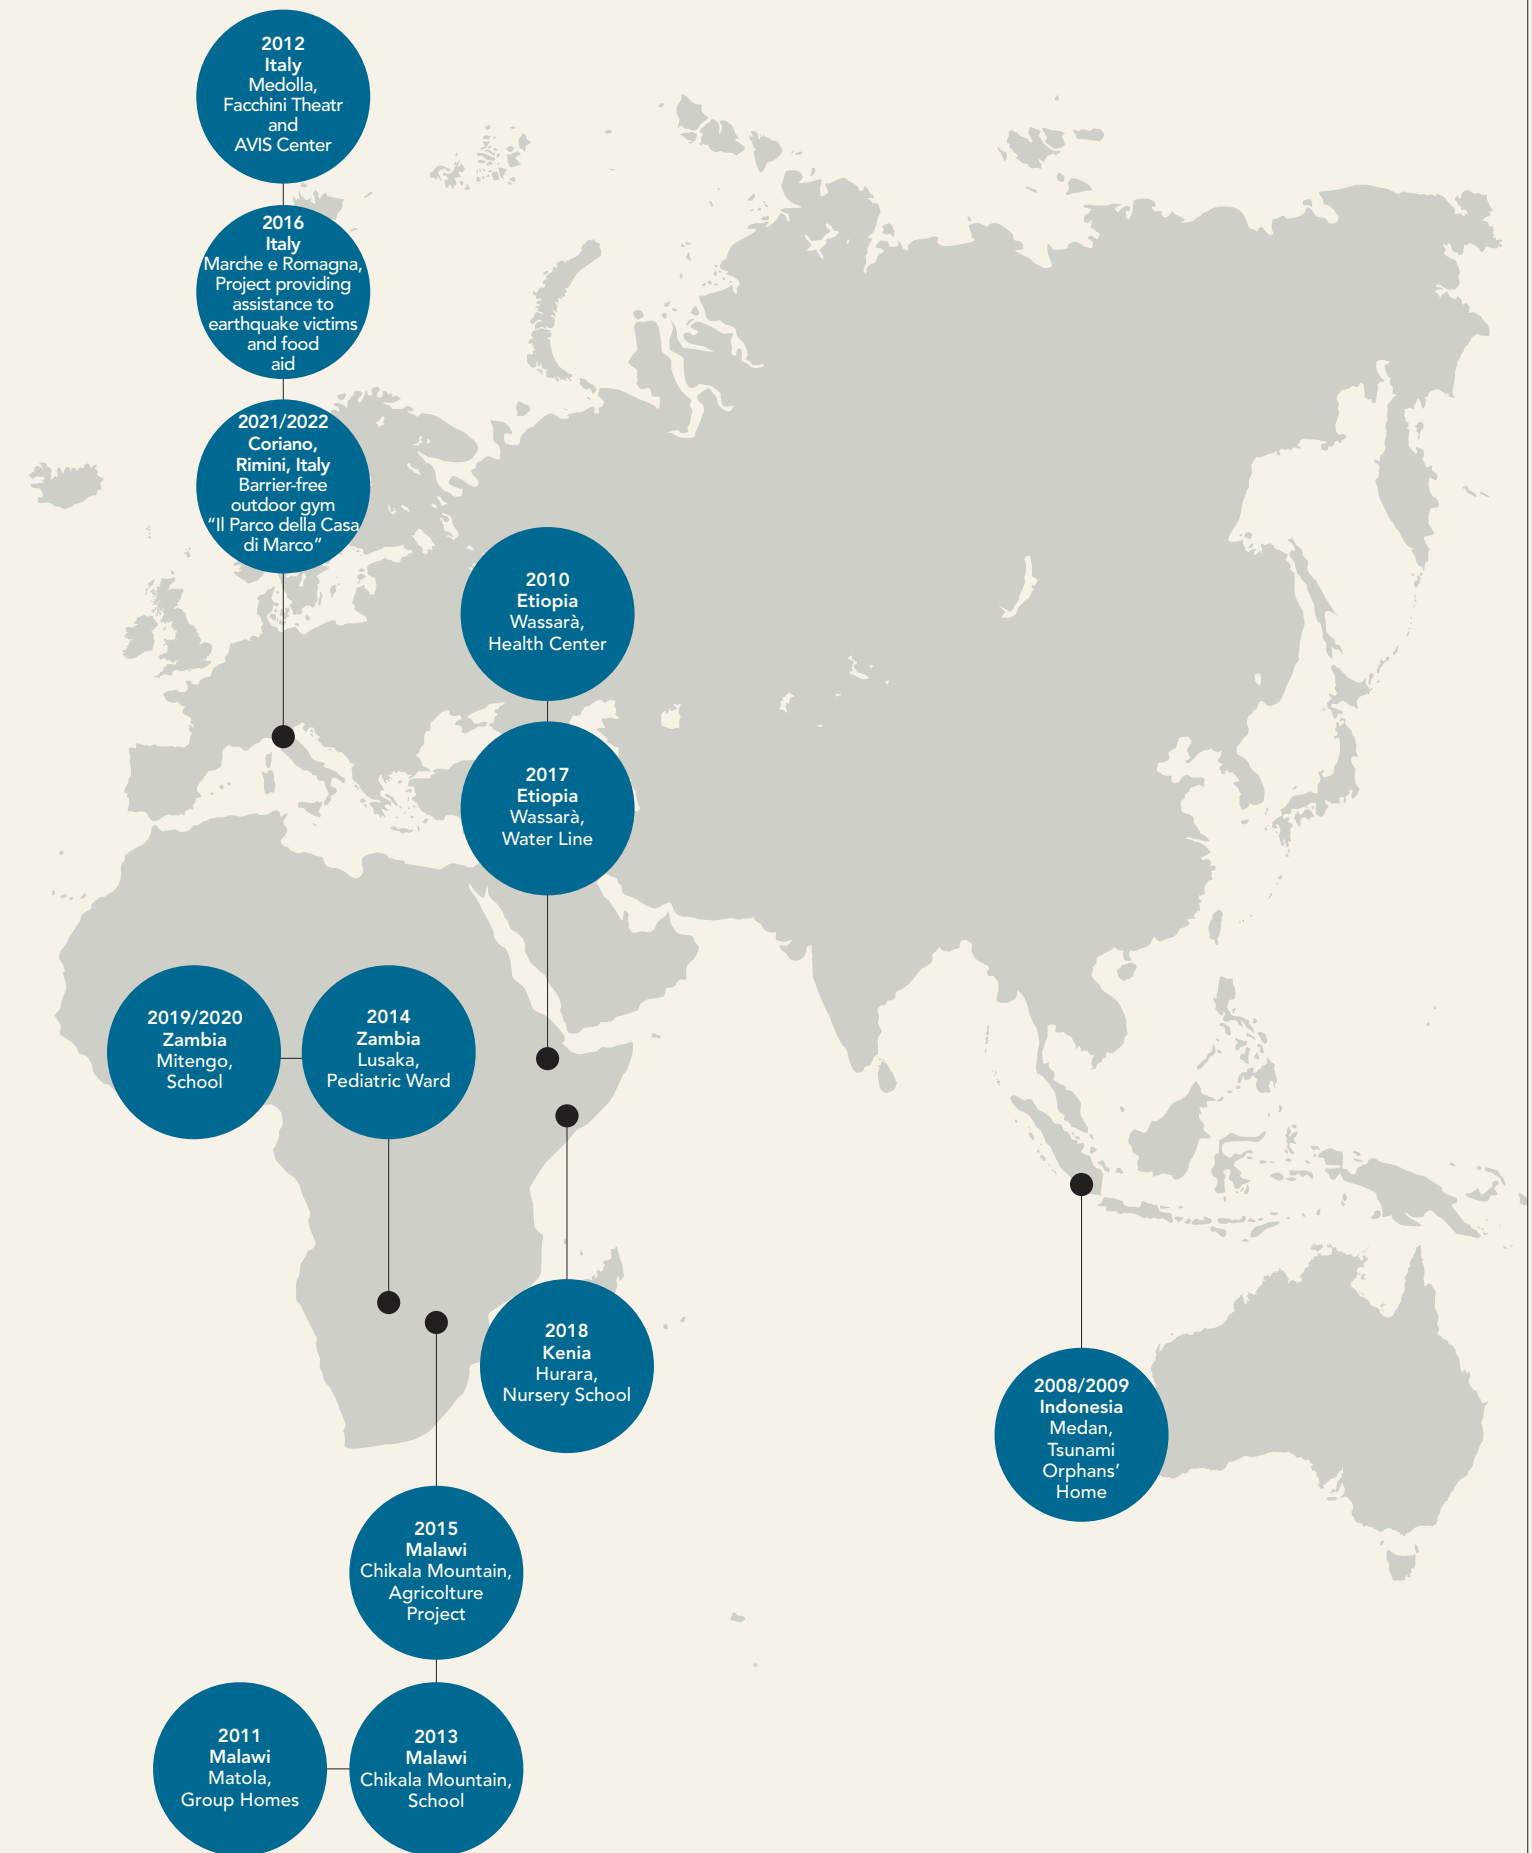 2012
Italy
Medolla,
Facchini Theatr
and
AVIS Center
2016
Italy
Marche e Romagna,
Project providing
assistance to
earthquake victims
and food
aid
2021/2022
Coriano,
Rimini, Italy
Barrier-free
outdoor gym
“Il Parco della Casa
di Marco”
2010
Etiopia
Wassarà,
Health Center
2017
Etiopia
Wassarà,
Water Line
2019/2020
Zambia
Mitengo,
School
2014
Zambia
Lusaka,
Pediatric Ward
2018
Kenia
Hurara,
Nursery School
2008/2009
Indonesia
Medan,
Tsunami
Orphans’
Home
2015
Malawi
Chikala Mountain,
Agricolture
Project
2011
Malawi
Matola,
Group Homes
2013
Malawi
Chikala Mountain,
School